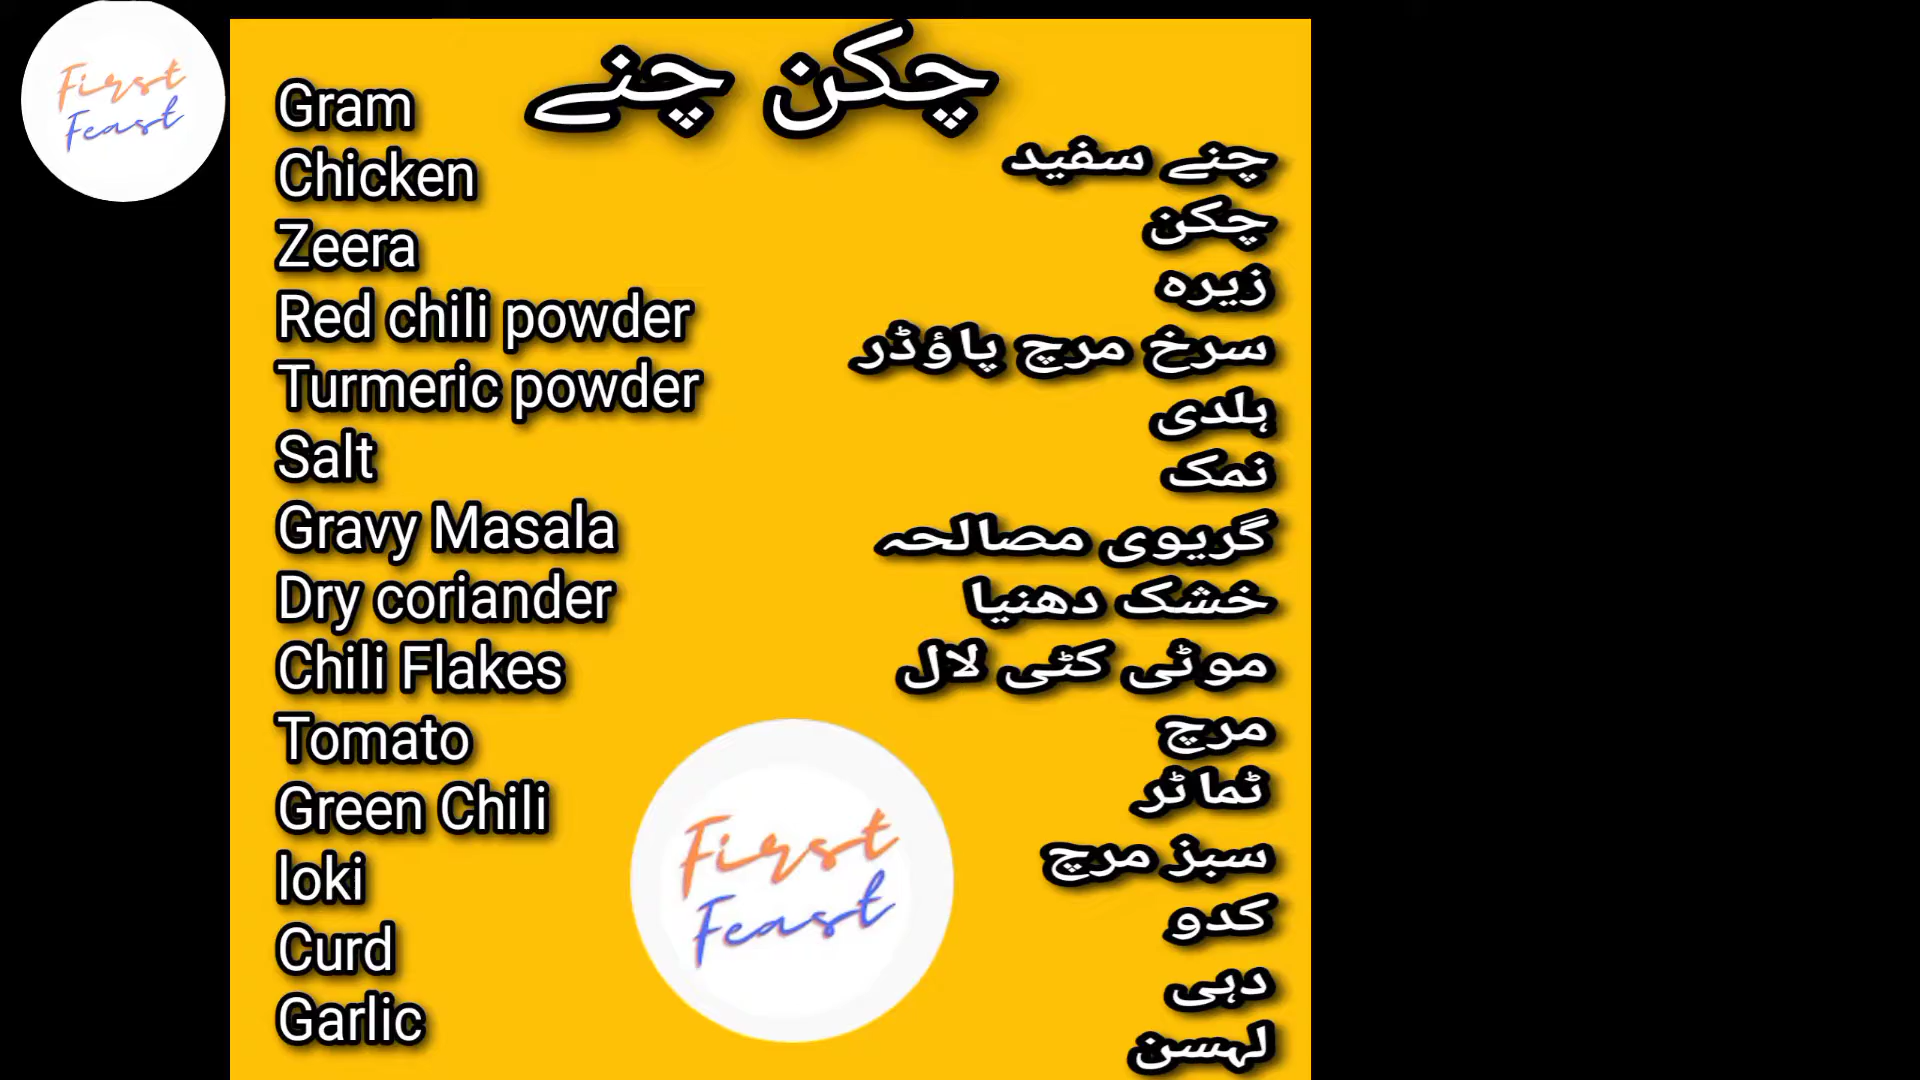 First
Feast
چکن چنے
Gram
Chicken
Zeera
Red chili powder
Turmeric powder
Salt
Gravy Masala
Dry coriander
Chili Flakes
Tomato
Green Chili
loki
Curd
Garlic
چنے سفید
چکن
زیرہ
سرخ مرچ پاؤڈر
ہلدی
نمک
گریوی مصالحہ
خشک دھنیا
موٹی کٹی لال
مرچ
ٹماٹر
سبز مرچ
کدو
دہی
لہسن
First
Feast